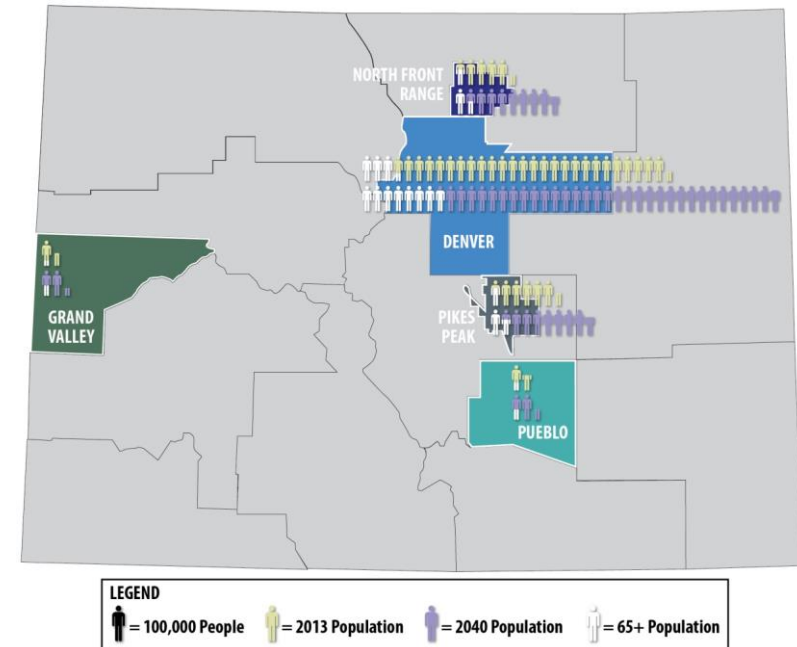 NORTH FRONT
RANGE
DENVER
GRAND
VALLEY
PIKES
PEAK
PUEBLO
LEGEND
= 100,000 People = 2013 Population = 2040 Population = 65+ Population